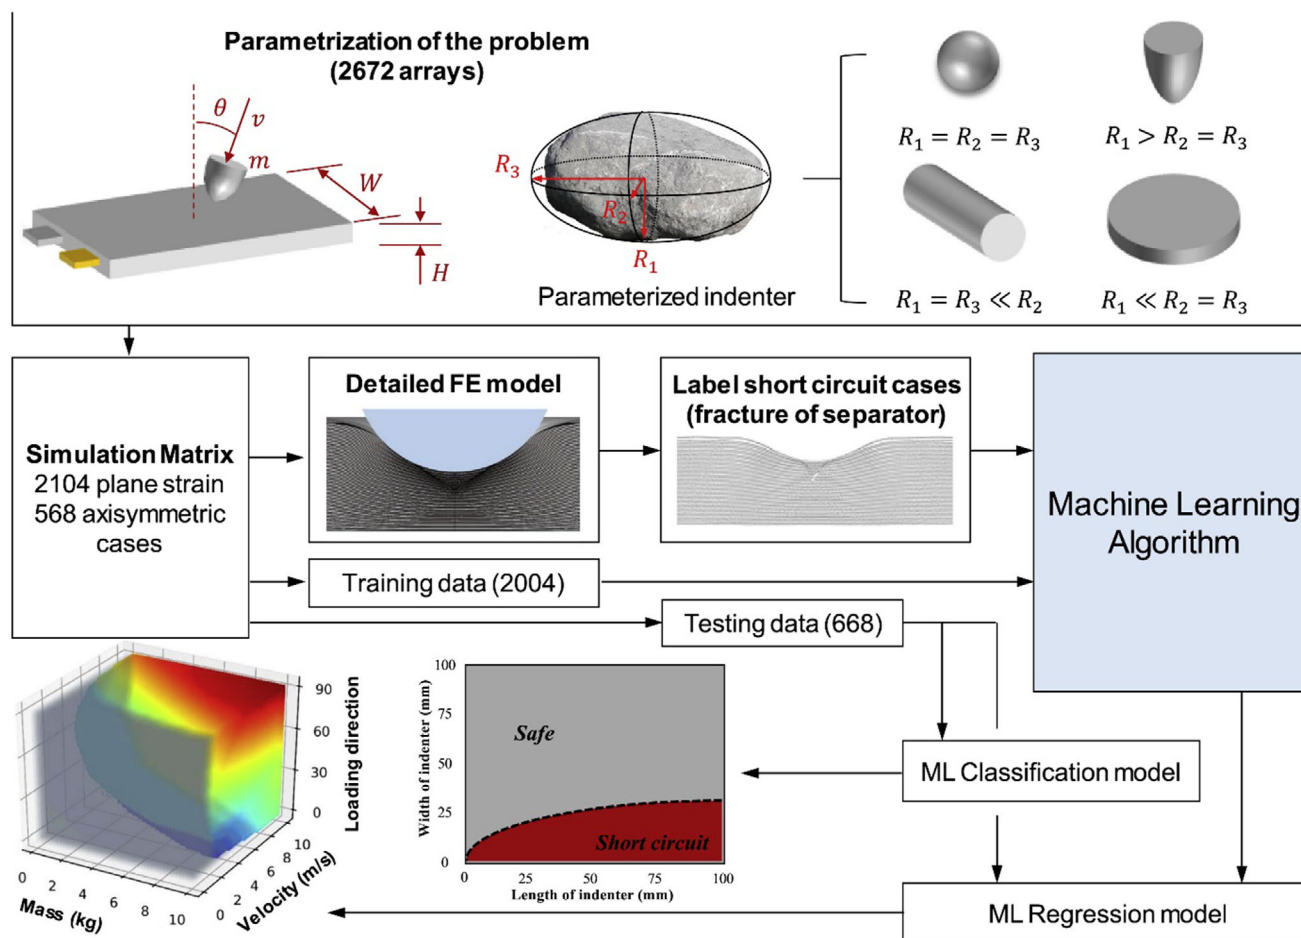 Parametrization of the problem
(2672 arrays)
θ
v
m
W
H
R₃
R₂
R₁
Parameterized indenter
R₁ = R₂ = R₃
R₁ > R₂ = R₃
R₁ = R₃ ≪ R₂
R₁ ≪ R₂ = R₃
Simulation Matrix
2104 plane strain
568 axisymmetric
cases
Detailed FE model
Label short circuit cases
(fracture of separator)
Machine Learning
Algorithm
Training data (2004)
Testing data (668)
ML Classification model
ML Regression model
90
60
30
0
Loading direction
0
2
4
6
8
10
Mass (kg)
0
2
4
6
8
10
Velocity (m/s)
100
75
50
25
0
Width of indenter (mm)
Safe
Short circuit
0
25
50
75
100
Length of indenter (mm)